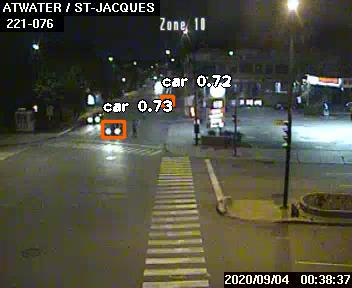 ATWATER / ST-JACQUES
221-076
Zone 10
car 0.72
car 0.73
2020/09/04 00:38:37